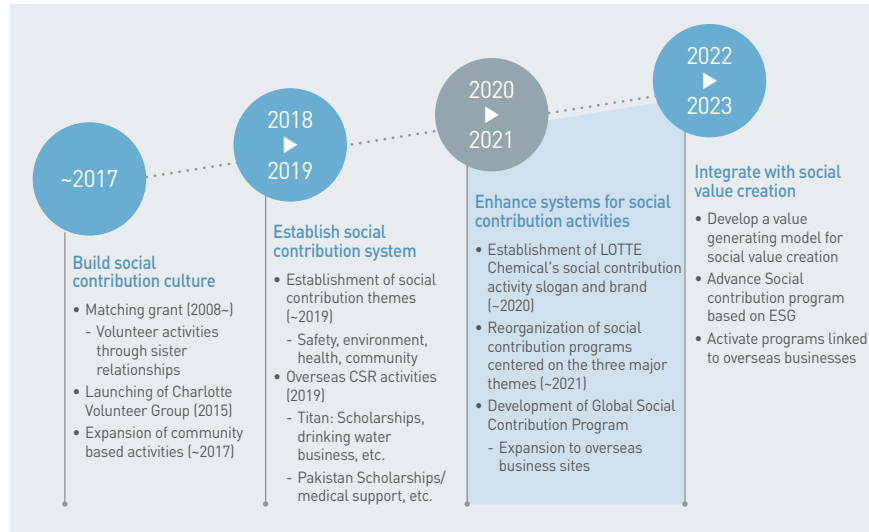 ~2017
Build social
contribution culture
• Matching grant (2008~)
- Volunteer activities
through sister
relationships
• Launching of Charlotte
Volunteer Group (2015)
• Expansion of community
based activities (~2017)
2018
▶
2019
Establish social
contribution system
• Establishment of social
contribution themes
(~2019)
- Safety, environment,
health, community
• Overseas CSR activities
(2019)
- Titan: Scholarships,
drinking water
business, etc.
- Pakistan Scholarships/
medical support, etc.
2020
▶
2021
Enhance systems for social
contribution activities
• Establishment of LOTTE
Chemical's social contribution
activity slogan and brand
(~2020)
• Reorganization of social
contribution programs
centered on the three major
themes (~2021)
• Development of Global Social
Contribution Program
- Expansion to overseas
business sites
2022
▶
2023
Integrate with social
value creation
• Develop a value
generating model for
social value creation
• Advance Social
contribution program
based on ESG
• Activate programs linked
to overseas businesses